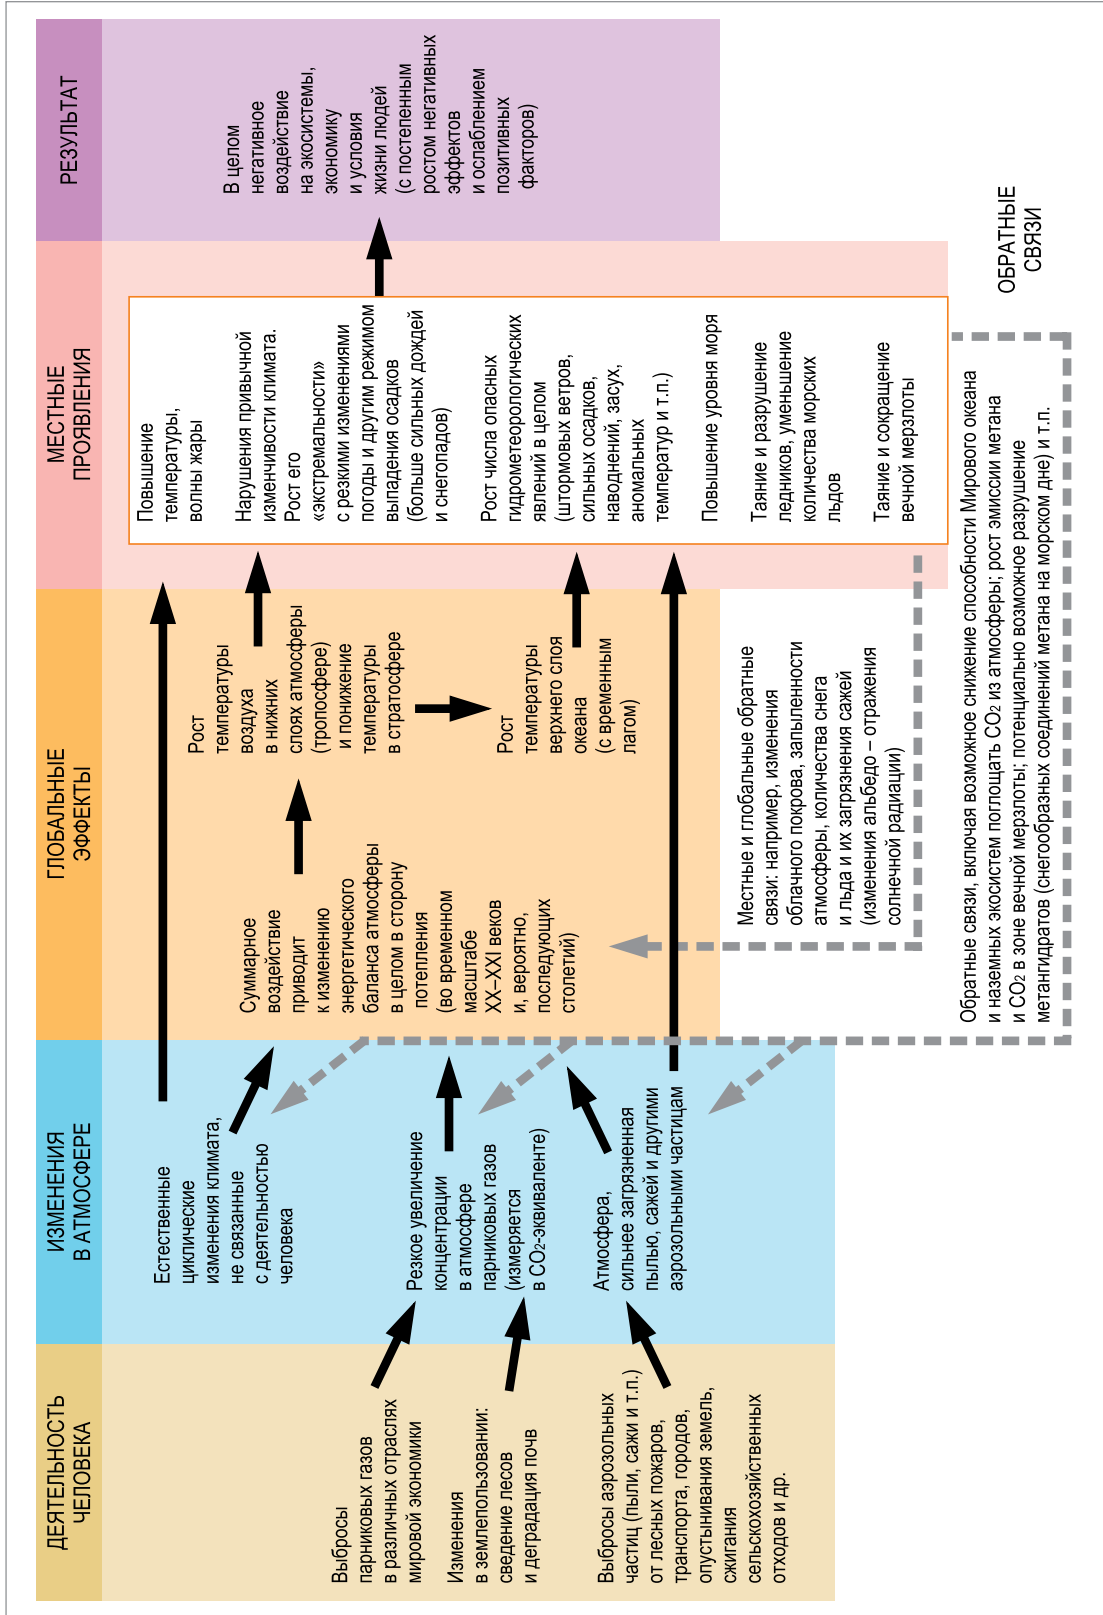 ДЕЯТЕЛЬНОСТЬ
ЧЕЛОВЕКА
Выбросы
парниковых газов
в различных отраслях
мировой экономики
Изменения
в землепользовании:
сведение лесов
и деградация почв
Выбросы аэрозольных
частиц (пыли, сажи и т.п.)
от лесных пожаров,
транспорта, городов,
опустынивания земель,
сжигания
сельскохозяйственных
отходов и др.
ИЗМЕНЕНИЯ
В АТМОСФЕРЕ
Естественные
циклические
изменения климата,
не связанные
с деятельностью
человека
Резкое увеличение
концентрации
в атмосфере
парниковых газов
(измеряется
в CO2-эквиваленте)
Атмосфера,
сильнее загрязненная
пылью, сажей и другими
аэрозольными частицам
ГЛОБАЛЬНЫЕ
ЭФФЕКТЫ
Суммарное
воздействие
приводит
к изменению
энергетического
баланса атмосферы
в целом в сторону
потепления
(во временном
масштабе
XX–XXI веков
и, вероятно,
последующих
столетий)
Рост
температуры
воздуха
в нижних
слоях атмосферы
(тропосфере)
и понижение
температуры
в стратосфере
Рост
температуры
верхнего слоя
океана
(с временным
лагом)
МЕСТНЫЕ
ПРОЯВЛЕНИЯ
Повышение
температуры,
волны жары
Нарушения привычной
изменчивости климата.
Рост его
«экстремальности»
с резкими изменениями
погоды и другим режимом
выпадения осадков
(больше сильных дождей
и снегопадов)
Рост числа опасных
гидрометеорологических
явлений в целом
(штормовых ветров,
сильных осадков,
наводнений, засух,
аномальных
температур и т.п.)
Повышение уровня моря
Таяние и разрушение
ледников, уменьшение
количества морских
льдов
Таяние и сокращение
вечной мерзлоты
РЕЗУЛЬТАТ
В целом
негативное
воздействие
на экосистемы,
экономику
и условия
жизни людей
(с постепенным
ростом негативных
эффектов
и ослаблением
позитивных
факторов)
Местные и глобальные обратные
связи: например, изменения
облачного покрова, запыленности
атмосферы, количества снега
и льда и их загрязнения сажей
(изменения альбедо – отражения
солнечной радиации)
Обратные связи, включая возможное снижение способности Мирового океана
и наземных экосистем поглощать CO2 из атмосферы; рост эмиссии метана
и CO2 в зоне вечной мерзлоты; потенциально возможное разрушение
метангидратов (снегообразных соединений метана на морском дне) и т.п.
ОБРАТНЫЕ
СВЯЗИ